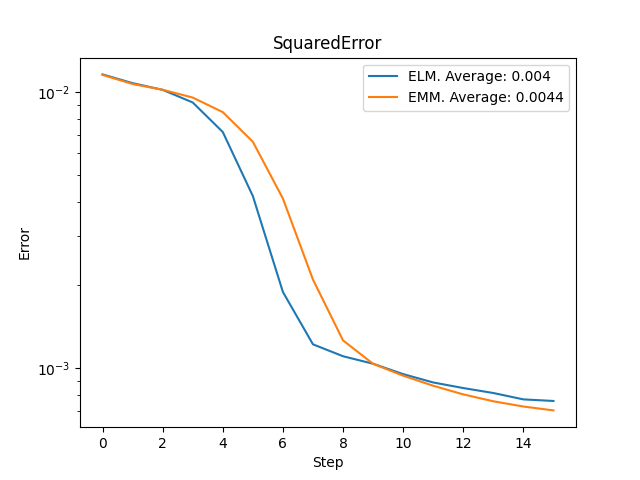 SquaredError
ELM. Average: 0.004
EMM. Average: 0.0044
10⁻²
10⁻³
Error
0 2 4 6 8 10 12 14
Step